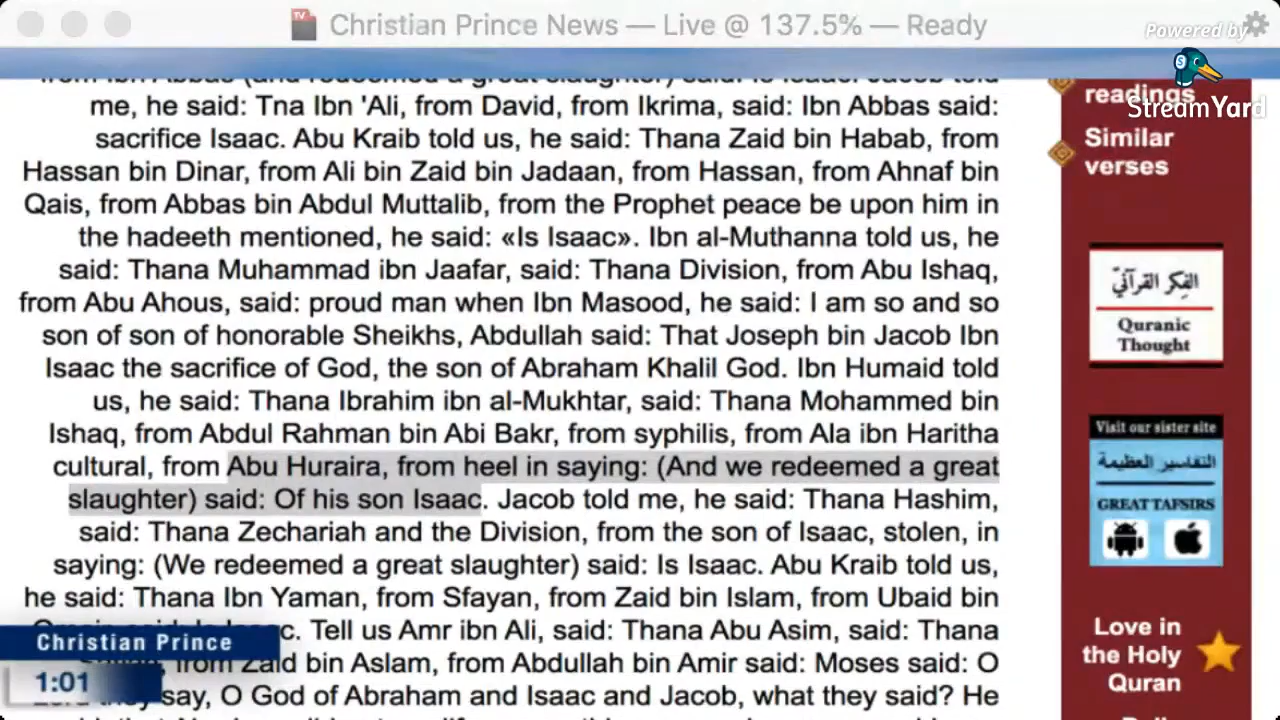 Christian Prince News — Live @ 137.5% — Ready
Powered by
StreamYard
me, he said: Tna Ibn 'Ali, from David, from Ikrima, said: Ibn Abbas said:
sacrifice Isaac. Abu Kraib told us, he said: Thana Zaid bin Habab, from
Hassan bin Dinar, from Ali bin Zaid bin Jadaan, from Hassan, from Ahnaf bin
Qais, from Abbas bin Abdul Muttalib, from the Prophet peace be upon him in
the hadeeth mentioned, he said: «Is Isaac». Ibn al-Muthanna told us, he
said: Thana Muhammad ibn Jaafar, said: Thana Division, from Abu Ishaq,
from Abu Ahous, said: proud man when Ibn Masood, he said: I am so and so
son of son of honorable Sheikhs, Abdullah said: That Joseph bin Jacob Ibn
Isaac the sacrifice of God, the son of Abraham Khalil God. Ibn Humaid told
us, he said: Thana Ibrahim ibn al-Mukhtar, said: Thana Mohammed bin
Ishaq, from Abdul Rahman bin Abi Bakr, from syphilis, from Ala ibn Haritha
cultural, from Abu Huraira, from heel in saying: (And we redeemed a great
slaughter) said: Of his son Isaac. Jacob told me, he said: Thana Hashim,
said: Thana Zechariah and the Division, from the son of Isaac, stolen, in
saying: (We redeemed a great slaughter) said: Is Isaac. Abu Kraib told us,
he said: Thana Ibn Yaman, from Sfayan, from Zaid bin Islam, from Ubaid bin
c. Tell us Amr ibn Ali, said: Thana Abu Asim, said: Thana
from Zaid bin Aslam, from Abdullah bin Amir said: Moses said: O
they say, O God of Abraham and Isaac and Jacob, what they said? He
readings
Similar
verses
الفكر القرآني
Quranic
Thought
Visit our sister site
التفاسير العظيمة
GREAT TAFSIRS
Love in
the Holy
Quran
Christian Prince
1:01